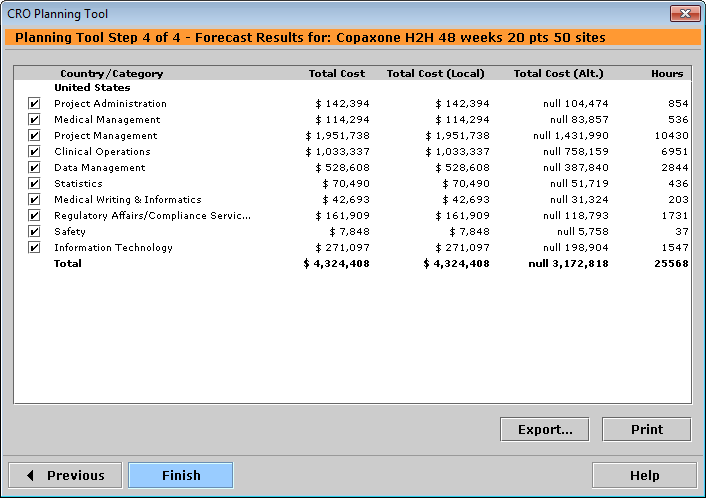 CRO Planning Tool
Planning Tool Step 4 of 4 - Forecast Results for: Copaxone H2H 48 weeks 20 pts 50 sites
Country/Category Total Cost Total Cost (Local) Total Cost (Alt.) Hours
United States
Project Administration $ 142,394 $ 142,394 null 104,474 854
Medical Management $ 114,294 $ 114,294 null 83,857 536
Project Management $ 1,951,738 $ 1,951,738 null 1,431,990 10430
Clinical Operations $ 1,033,337 $ 1,033,337 null 758,159 6951
Data Management $ 528,608 $ 528,608 null 387,840 2844
Statistics $ 70,490 $ 70,490 null 51,719 436
Medical Writing & Informatics $ 42,693 $ 42,693 null 31,324 203
Regulatory Affairs/Compliance Servic... $ 161,909 $ 161,909 null 118,793 1731
Safety $ 7,848 $ 7,848 null 5,758 37
Information Technology $ 271,097 $ 271,097 null 198,904 1547
Total $ 4,324,408 $ 4,324,408 null 3,172,818 25568
Export... Print
Previous Finish Help